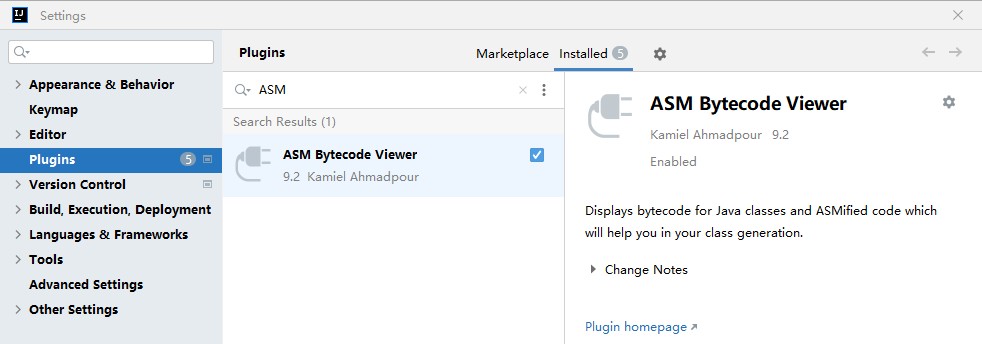 IJ
Settings
Plugins
Marketplace
Installed 5
ASM
Search Results (1)
ASM Bytecode Viewer
9.2 Kamiel Ahmadpour
Appearance & Behavior
Keymap
Editor
Plugins 5
Version Control
Build, Execution, Deployment
Languages & Frameworks
Tools
Advanced Settings
Other Settings
ASM Bytecode Viewer
Kamiel Ahmadpour 9.2
Enabled
Displays bytecode for Java classes and ASMified code which
will help you in your class generation.
Change Notes
Plugin homepage